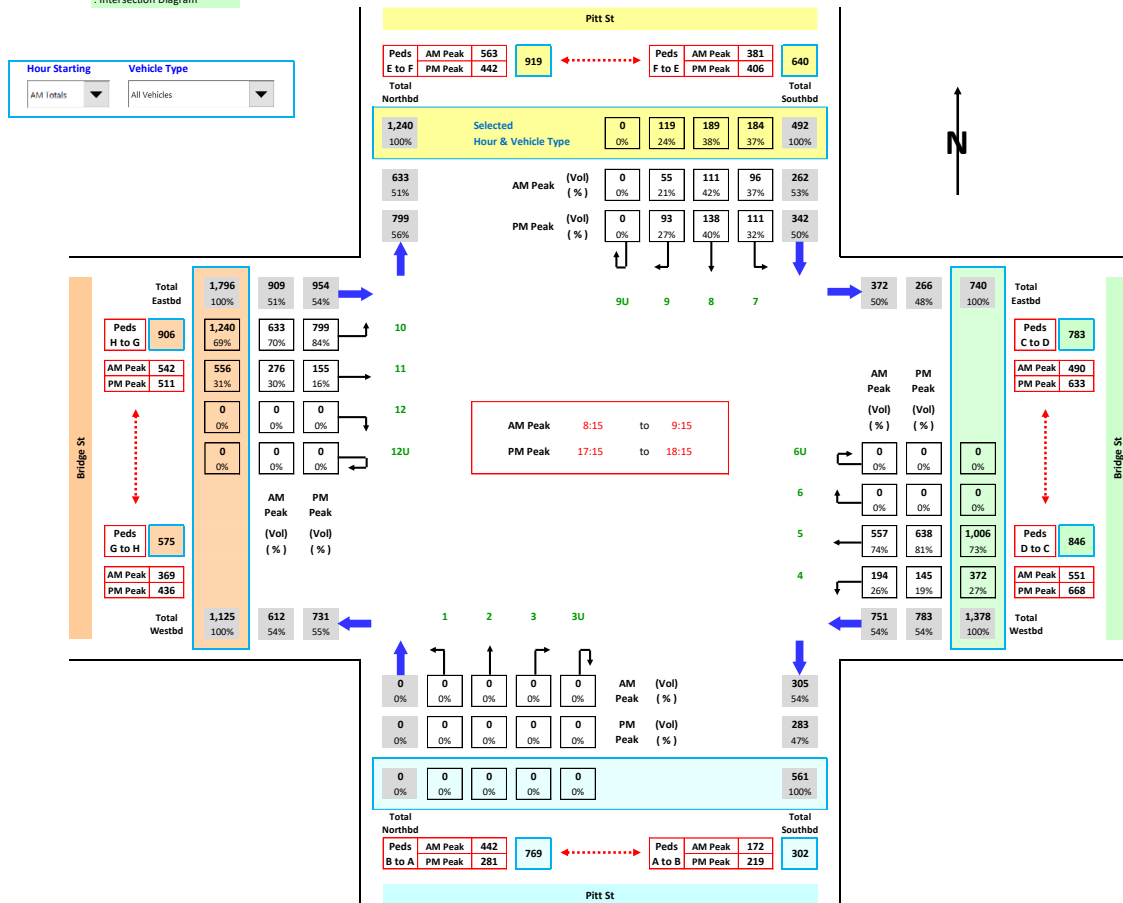 : Intersection Diagram
Pitt St
Hour Starting Vehicle Type
AM Totals All Vehicles
Peds AM Peak 563 919 Peds AM Peak 381 640
E to F PM Peak 442 F to E PM Peak 406
Total Total
Northbd Southbd
1,240 Selected 0 119 189 184 492
100% Hour & Vehicle Type 0% 24% 38% 37% 100%
N
633 AM Peak (Vol) 0 55 111 96 262
51% ( % ) 0% 21% 42% 37% 53%
799 PM Peak (Vol) 0 93 138 111 342
56% ( % ) 0% 27% 40% 32% 50%
9U 9 8 7
Total 1,796 909 954
Eastbd 100% 51% 54%
372 266 740 Total
50% 48% 100% Eastbd
Peds 906 1,240 633 799 10
H to G 69% 70% 84%
Peds 783
C to D
AM Peak 542 556 276 155 11
PM Peak 511 31% 30% 16%
AM Peak 490
PM Peak 633
0 0 0 12
0% 0% 0%
0 0 0 12U
0% 0% 0%
Bridge St
AM Peak 8:15 to 9:15
PM Peak 17:15 to 18:15
AM PM
Peak Peak
(Vol) (Vol)
( % ) ( % )
6U 0 0 0
0% 0% 0%
6 0 0 0
0% 0% 0%
5 557 638 1,006
74% 81% 73%
4 194 145 372
26% 19% 27%
Bridge St
AM PM
Peak Peak
(Vol) (Vol)
( % ) ( % )
Peds 575
G to H
AM Peak 369
PM Peak 436
Peds 846
D to C
AM Peak 551
PM Peak 668
Total 1,125 612 731
Westbd 100% 54% 55%
751 783 1,378 Total
54% 54% 100% Westbd
1 2 3 3U
0 0 0 0 0 AM (Vol) 305
0% 0% 0% 0% 0% Peak ( % ) 54%
0 0 0 0 0 PM (Vol) 283
0% 0% 0% 0% 0% Peak ( % ) 47%
0 0 0 0 0 561
0% 0% 0% 0% 0% 100%
Total Total
Northbd Southbd
Peds AM Peak 442 769 Peds AM Peak 172 302
B to A PM Peak 281 A to B PM Peak 219
Pitt St